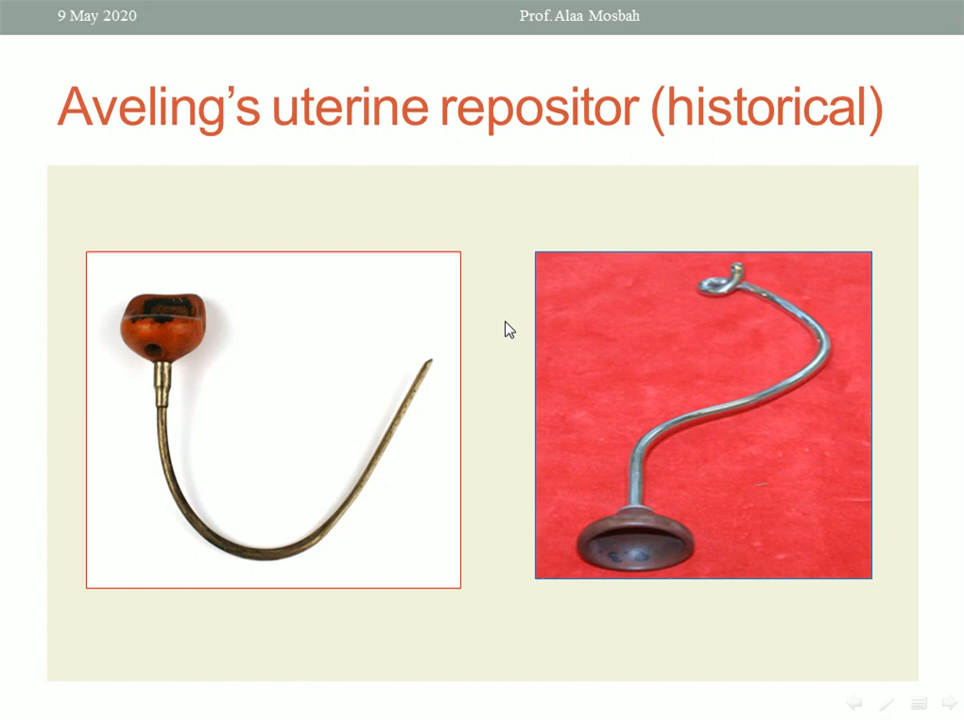 9 May 2020
Prof.Alaa Mosbah
Aveling’s uterine repositor (historical)